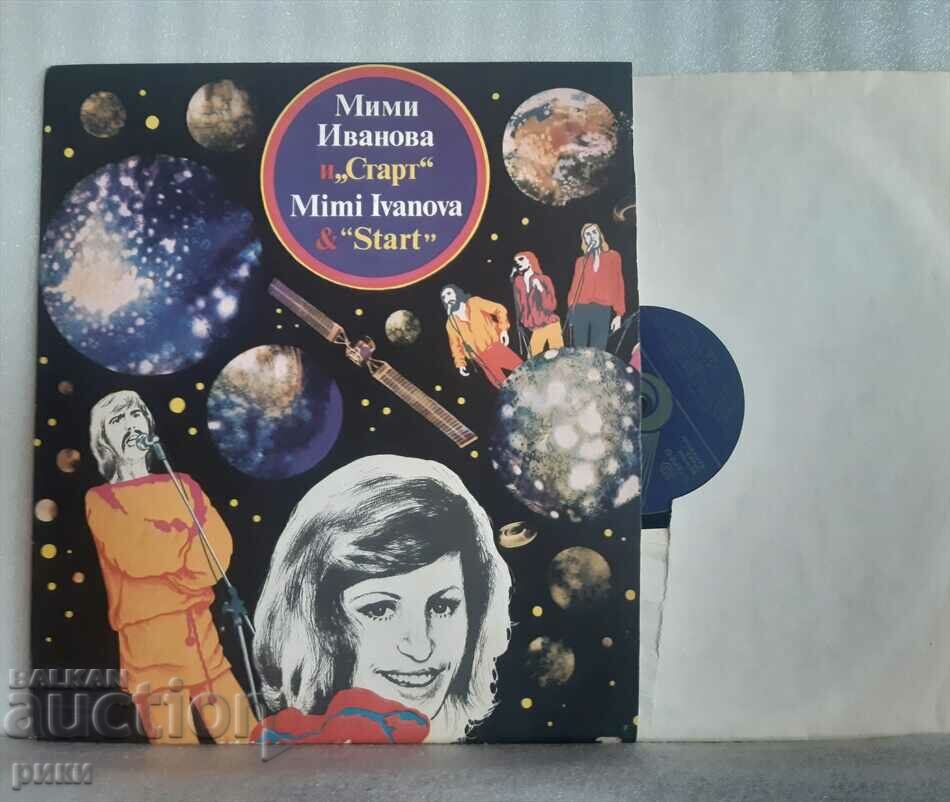 Мими
Иванова
и „Старт“
Mimi Ivanova
& “Start”
BALKAN
auction
рики